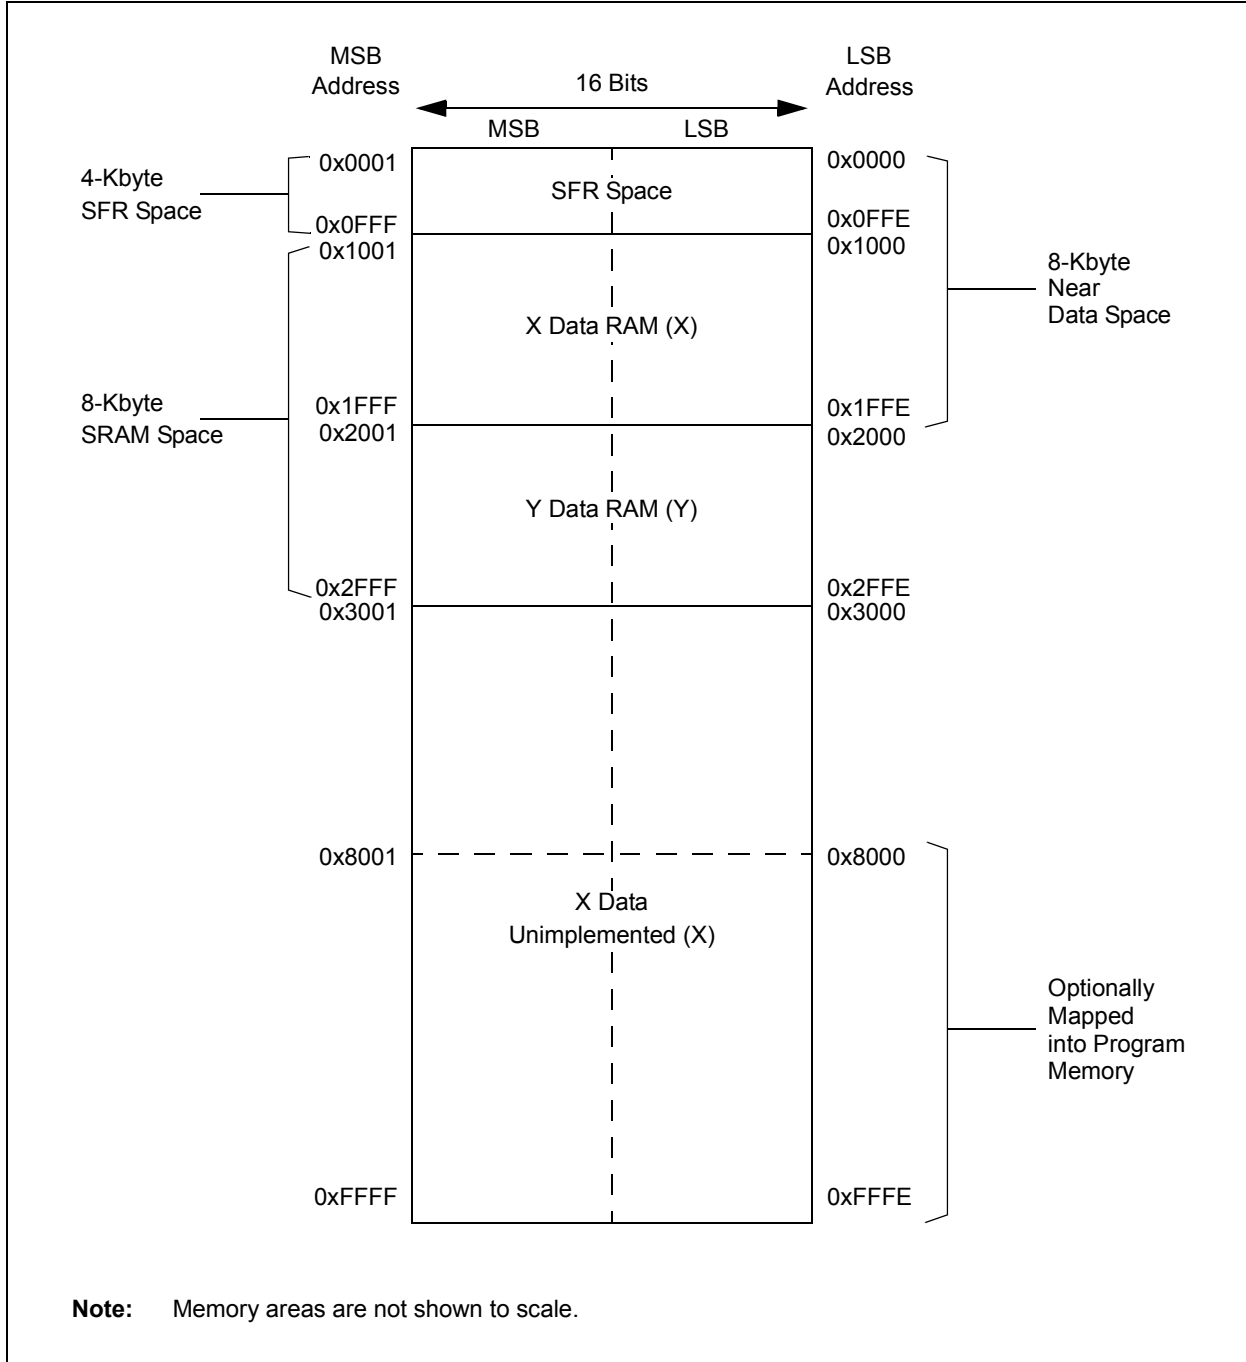 MSB
Address
LSB
Address
16 Bits
MSB
LSB
4-Kbyte
SFR Space
0x0001
0x0FFF
0x1001
SFR Space
0x0000
0x0FFE
0x1000
8-Kbyte
Near
Data Space
X Data RAM (X)
8-Kbyte
SRAM Space
0x1FFF
0x2001
0x1FFE
0x2000
Y Data RAM (Y)
0x2FFF
0x3001
0x2FFE
0x3000
0x8001
0x8000
X Data
Unimplemented (X)
Optionally
Mapped
into Program
Memory
0xFFFF
0xFFFE
Note: Memory areas are not shown to scale.